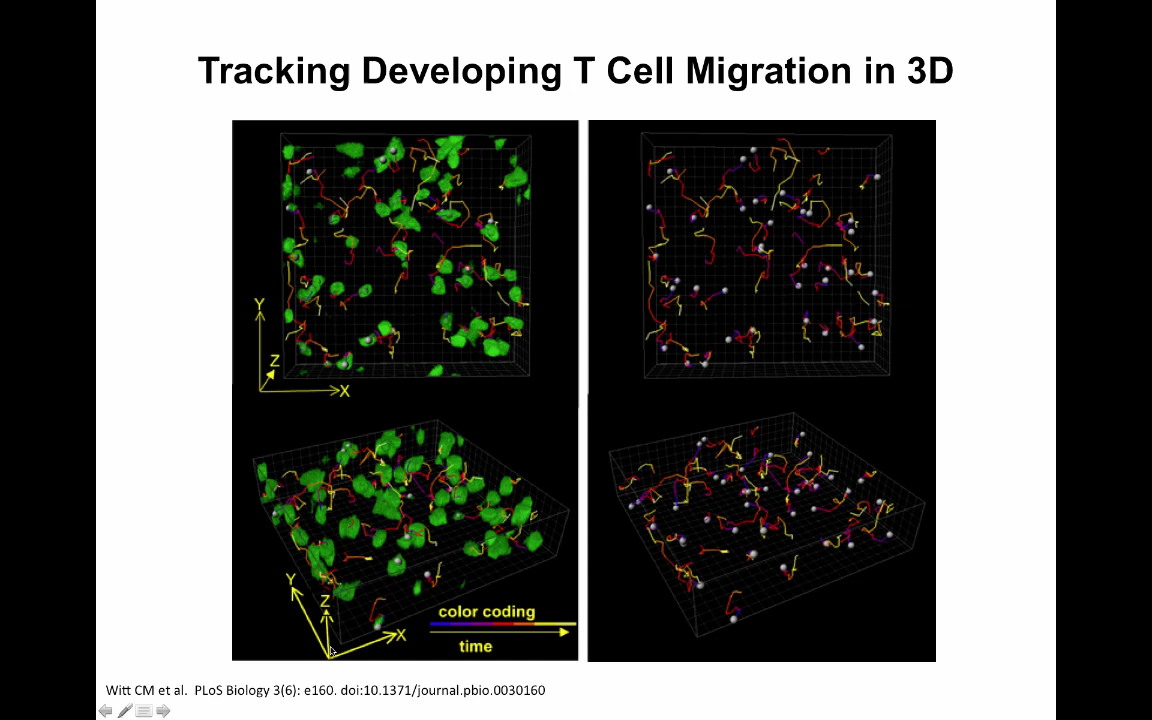 Tracking Developing T Cell Migration in 3D
Y
Z
X
Y
Z
X
color coding
time
Witt CM et al.  PLoS Biology 3(6): e160. doi:10.1371/journal.pbio.0030160